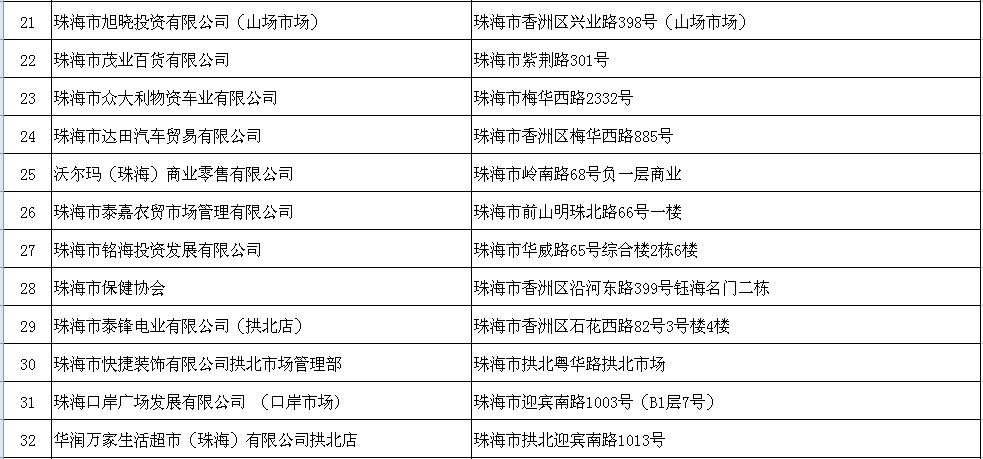 21 珠海市旭晓投资有限公司（山场市场） 珠海市香洲区兴业路398号（山场市场）
22 珠海市茂业百货有限公司 珠海市紫荆路301号
23 珠海市众大利物资车业有限公司 珠海市梅华西路2332号
24 珠海市达田汽车贸易有限公司 珠海市香洲区梅华西路885号
25 沃尔玛（珠海）商业零售有限公司 珠海市岭南路68号负一层商业
26 珠海市泰嘉农贸市场管理有限公司 珠海市前山明珠北路66号一楼
27 珠海市铭海投资发展有限公司 珠海市华威路65号综合楼2栋6楼
28 珠海市保健协会 珠海市香洲区沿河东路399号钰海名门二栋
29 珠海市泰锋电业有限公司（拱北店） 珠海市香洲区石花西路82号3号楼4楼
30 珠海市快捷装饰有限公司拱北市场管理部 珠海市拱北粤华路拱北市场
31 珠海口岸广场发展有限公司 （口岸市场） 珠海市迎宾南路1003号（B1层7号）
32 华润万家生活超市（珠海）有限公司拱北店 珠海市拱北迎宾南路1013号